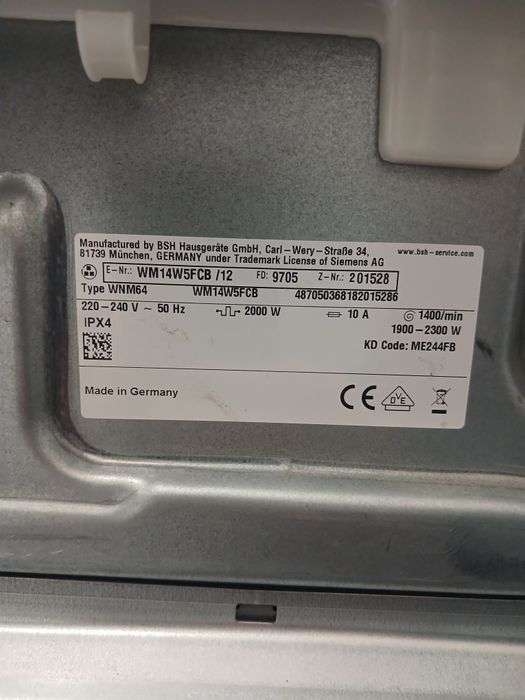 Manufactured by BSH Hausgeräte GmbH, Carl-Wery-Straße 34, www.bsh-service.com
81739 München, GERMANY under Trademark License of Siemens AG
E-Nr.: WM14W5FCB /12 FD: 9705 Z-Nr.: 201528
Type WNM64 WM14W5FCB 487050368182015286
220-240 V ~ 50 Hz 2000 W 10 A 1400/min
IPX4 1900-2300 W
KD Code: ME244FB
Made in Germany CE DVE